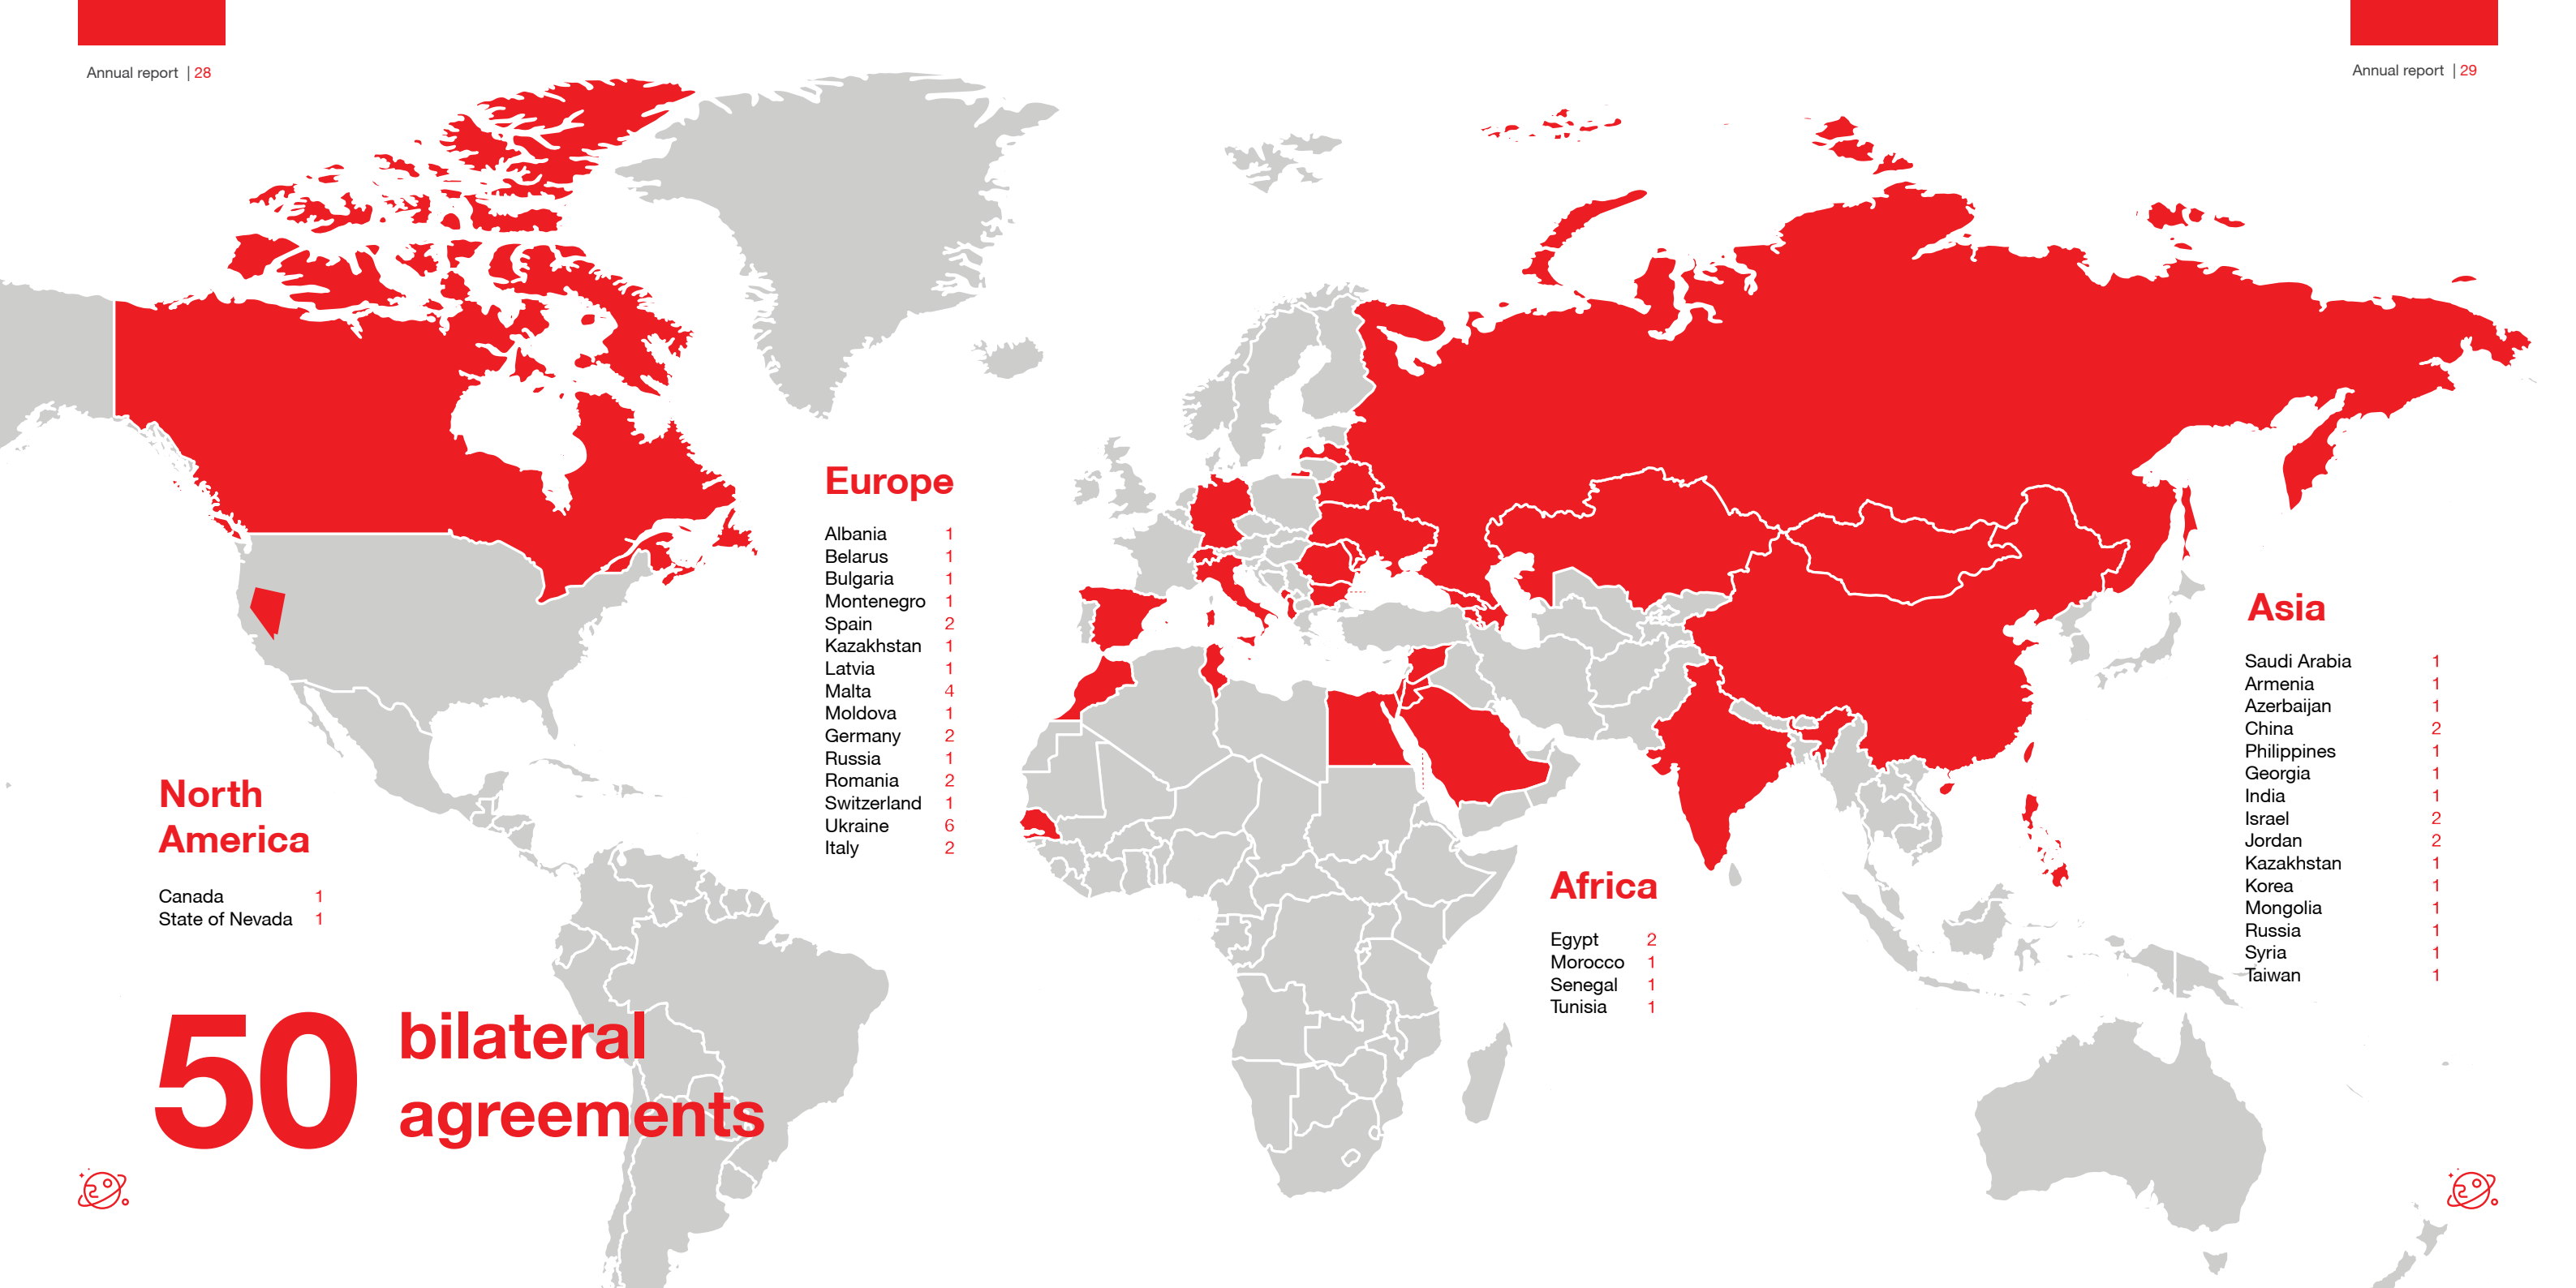 Annual report | 28
Annual report | 29
Europe
Albania 1
Belarus 1
Bulgaria 1
Montenegro 1
Spain 2
Kazakhstan 1
Latvia 1
Malta 4
Moldova 1
Germany 2
Russia 1
Romania 2
Switzerland 1
Ukraine 6
Italy 2
Asia
Saudi Arabia 1
Armenia 1
Azerbaijan 1
China 2
Philippines 1
Georgia 1
India 1
Israel 2
Jordan 2
Kazakhstan 1
Korea 1
Mongolia 1
Russia 1
Syria 1
Taiwan 1
North
America
Canada 1
State of Nevada 1
Africa
Egypt 2
Morocco 1
Senegal 1
Tunisia 1
50 bilateral
agreements